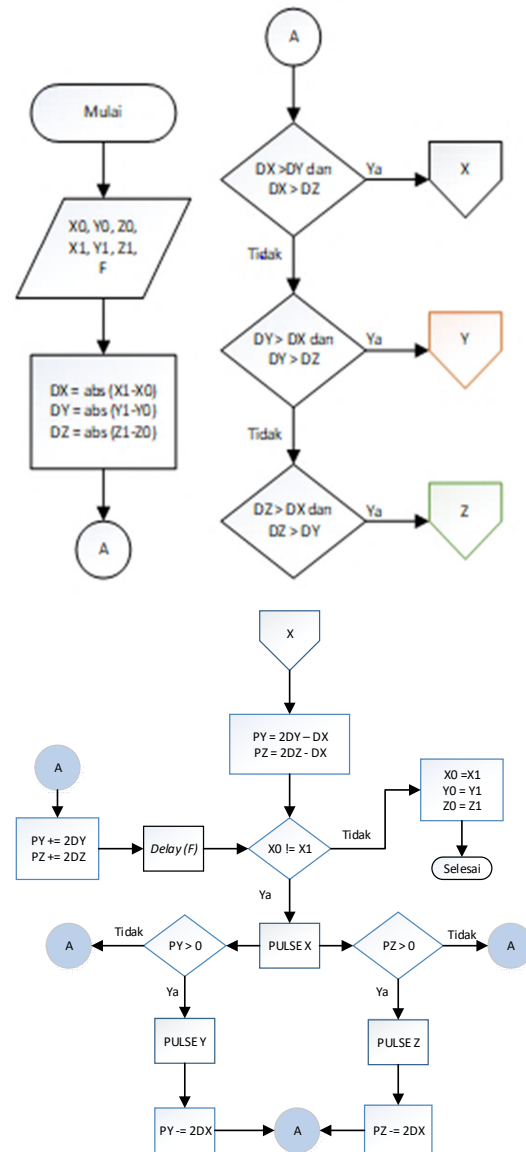 Mulai
X0, Y0, Z0,
X1, Y1, Z1,
F
DX = abs (X1-X0)
DY = abs (Y1-Y0)
DZ = abs (Z1-Z0)
A
A
DX >DY dan
DX > DZ
Ya
X
Tidak
DY > DX dan
DY > DZ
Ya
Y
Tidak
DZ > DX dan
DZ > DY
Ya
Z
X
PY = 2DY – DX
PZ = 2DZ - DX
A
PY += 2DY
PZ += 2DZ
Delay (F)
X0 != X1
Tidak
X0 =X1
Y0 = Y1
Z0 = Z1
Selesai
Ya
A
Tidak
PY > 0
PULSE X
PZ > 0
Tidak
A
Ya
Ya
PULSE Y
PULSE Z
PY -= 2DX
A
PZ -= 2DX